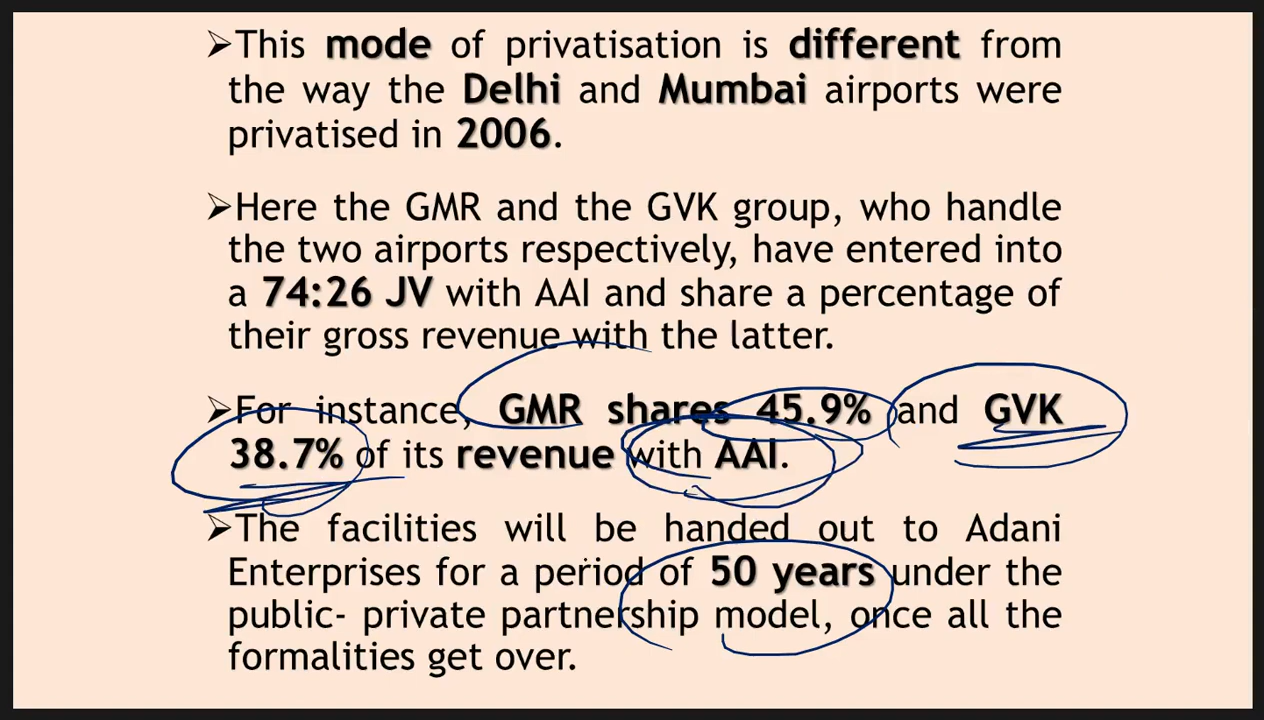 ➢This mode of privatisation is different from
the way the Delhi and Mumbai airports were
privatised in 2006.
➢Here the GMR and the GVK group, who handle
the two airports respectively, have entered into
a 74:26 JV with AAI and share a percentage of
their gross revenue with the latter.
➢For instance, GMR shares 45.9% and GVK
38.7% of its revenue with AAI.
➢The facilities will be handed out to Adani
Enterprises for a period of 50 years under the
public- private partnership model, once all the
formalities get over.